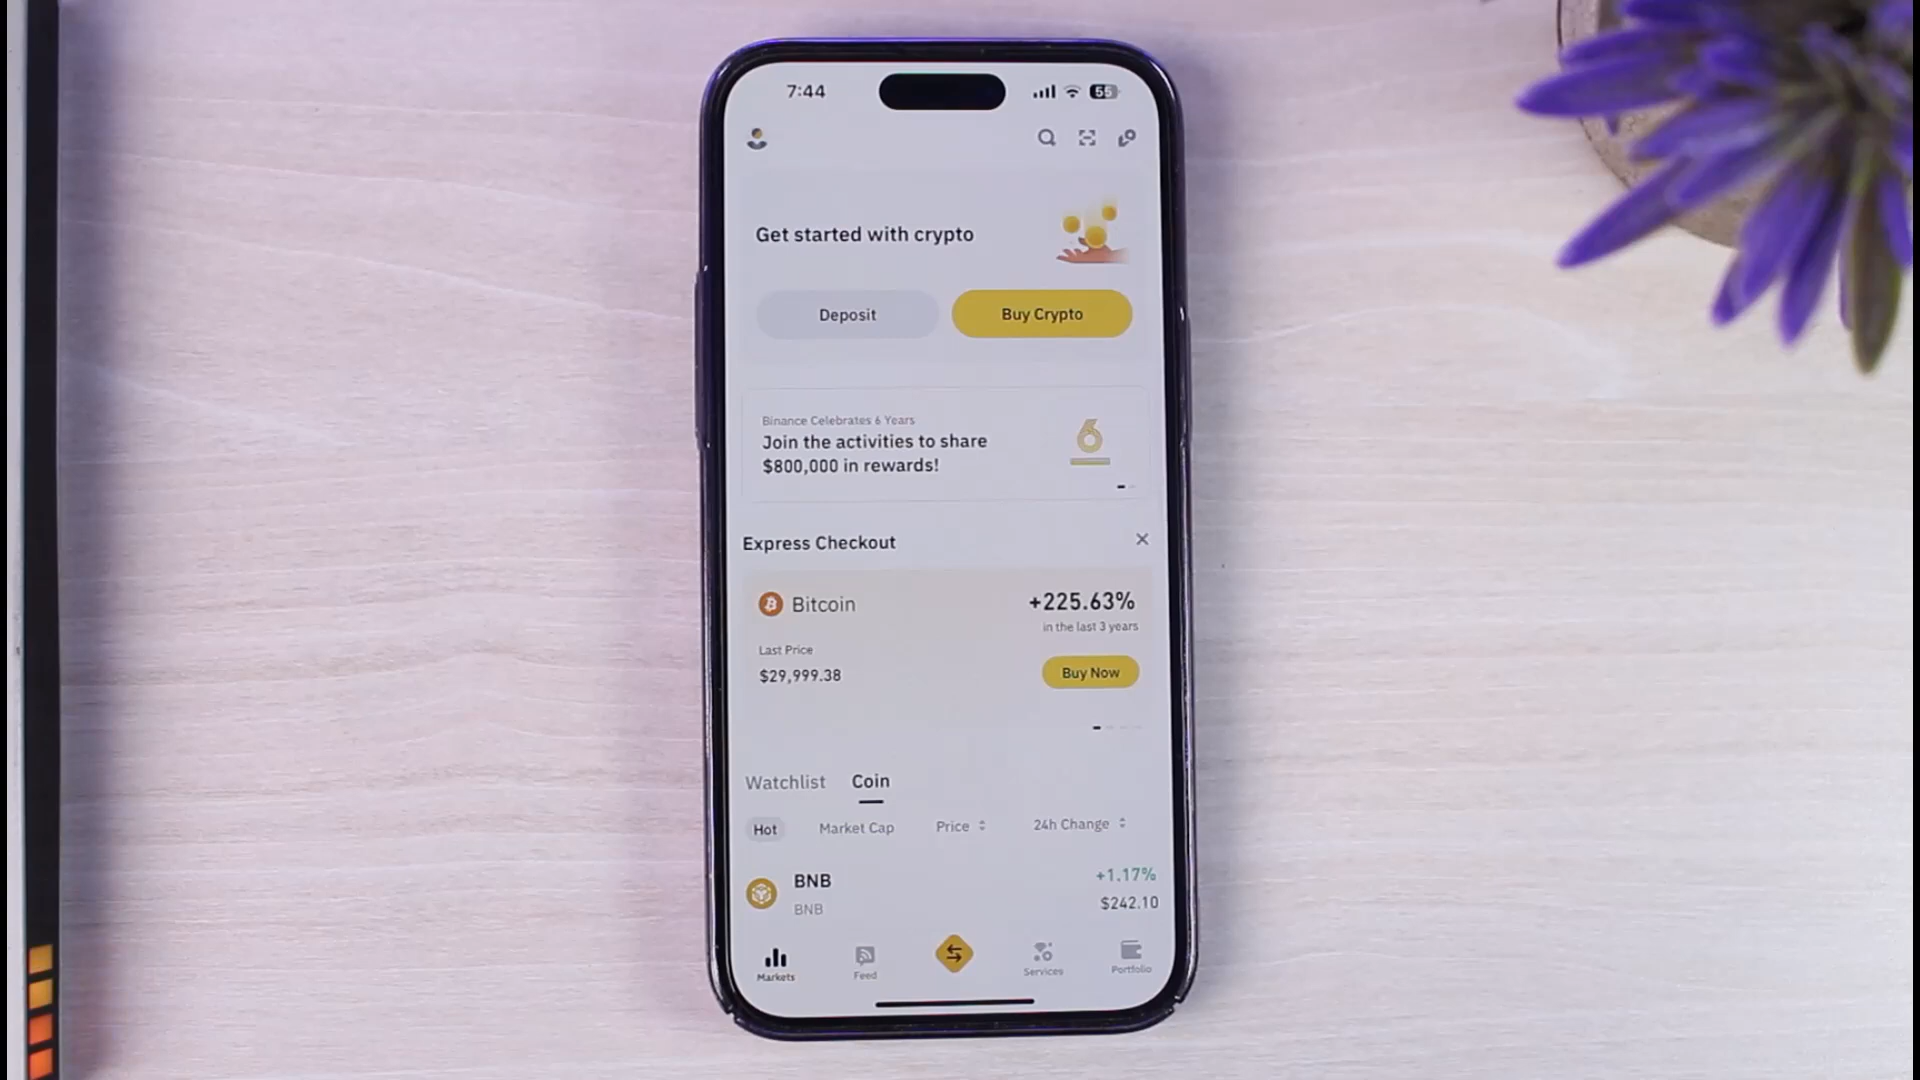 7:44
55
Get started with crypto
Deposit
Buy Crypto
Binance Celebrates 6 Years
Join the activities to share
$800,000 in rewards!
6
Express Checkout
Bitcoin
+225.63%
in the last 3 years
Last Price
$29,999.38
Buy Now
Watchlist Coin
Hot Market Cap Price 24h Change
BNB
+1.17%
BNB
$242.10
Markets Feed Services Portfolio